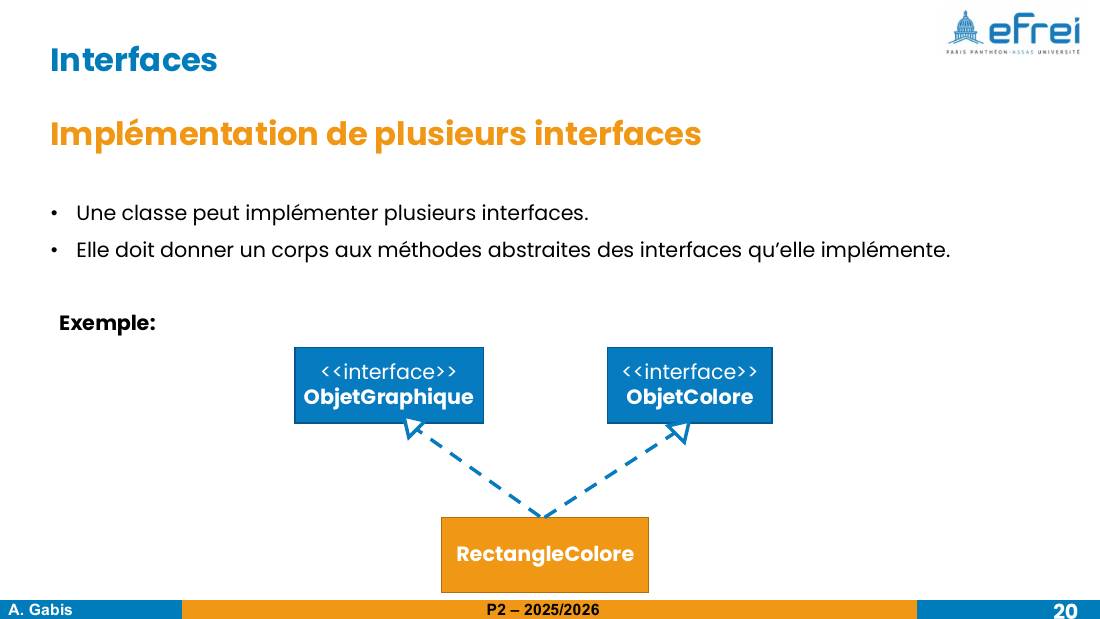 efrei
PARIS PANTHÉON-ASSAS UNIVERSITÉ
Interfaces
Implémentation de plusieurs interfaces
• Une classe peut implémenter plusieurs interfaces.
• Elle doit donner un corps aux méthodes abstraites des interfaces qu’elle implémente.
Exemple:
<<interface>>
ObjetGraphique
<<interface>>
ObjetColore
RectangleColore
A. Gabis
P2 – 2025/2026
20